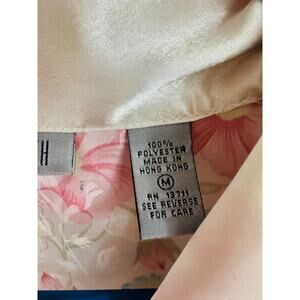 H
100%
POLYESTER
MADE IN
HONG KONG
M
RN 13711
SEE REVERSE
FOR CARE